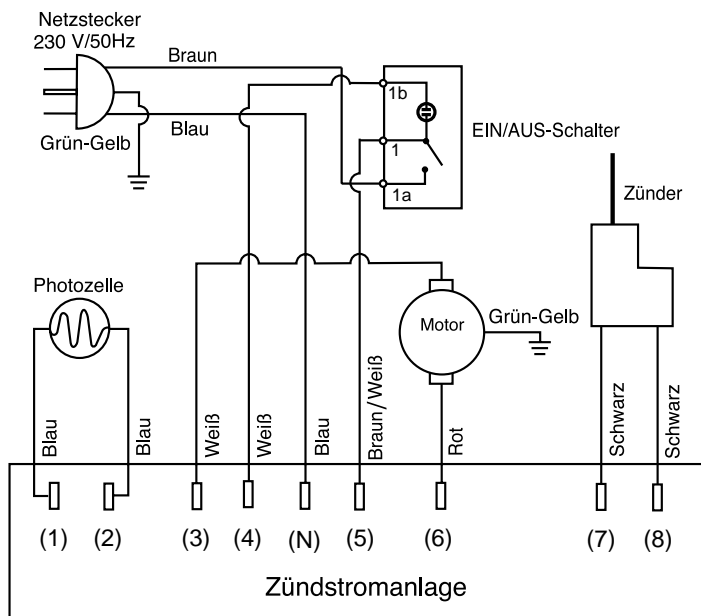 Netzstecker
230 V/50Hz
Braun
Blau
Grün-Gelb
1b
1
1a
EIN/AUS-Schalter
Zünder
Photozelle
Motor
Grün-Gelb
Blau
Blau
Weiß
Weiß
Blau
Braun/Weiß
Rot
Schwarz
Schwarz
(1)
(2)
(3)
(4)
(N)
(5)
(6)
(7)
(8)
Zündstromanlage